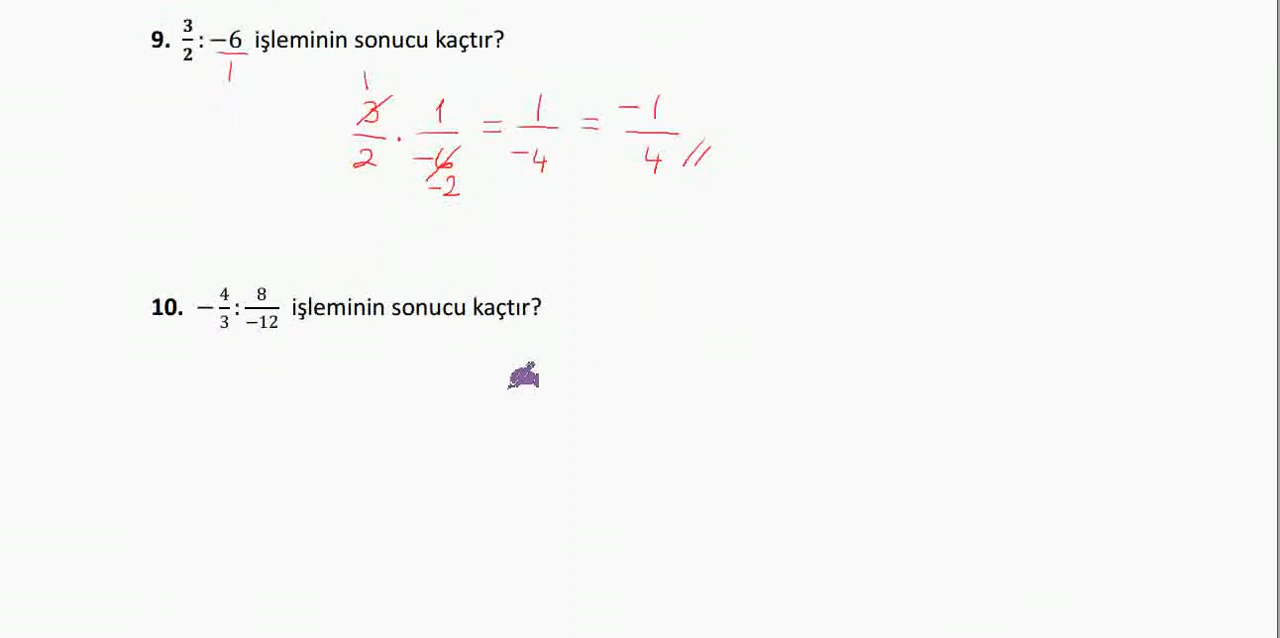 9. 3/2 : −6 işleminin sonucu kaçtır?
1
1
3/2 . 1/−6 = 1/−4 = −1/4 //
−2
10. −4/3 : 8/−12 işleminin sonucu kaçtır?